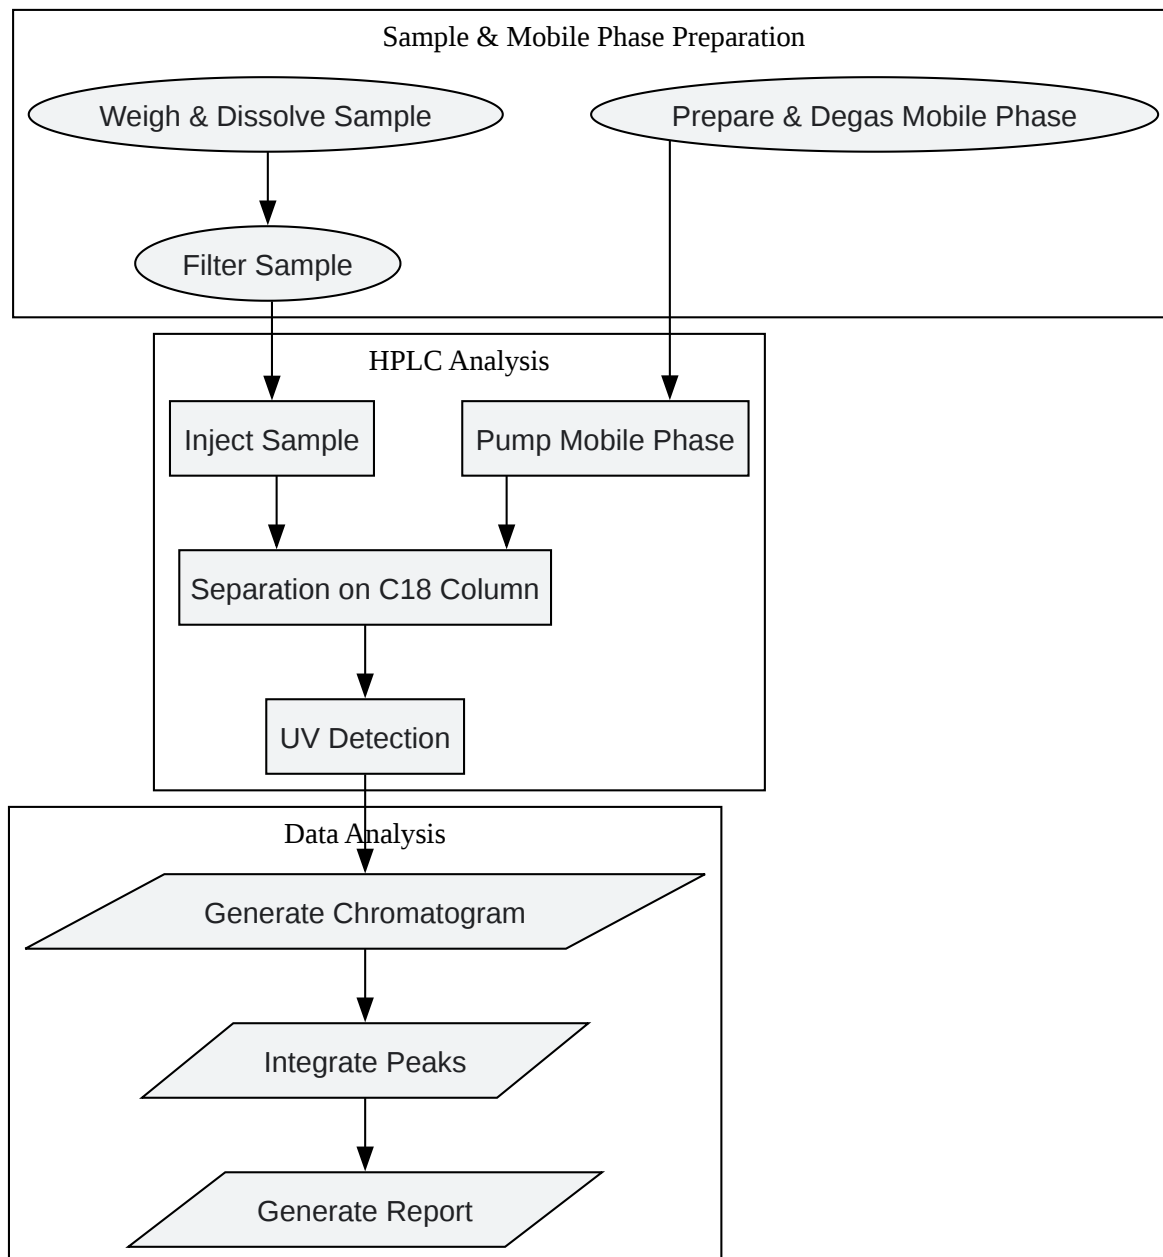 Sample & Mobile Phase Preparation
Weigh & Dissolve Sample
Prepare & Degas Mobile Phase
Filter Sample
HPLC Analysis
Inject Sample
Pump Mobile Phase
Separation on C18 Column
UV Detection
Data Analysis
Generate Chromatogram
Integrate Peaks
Generate Report